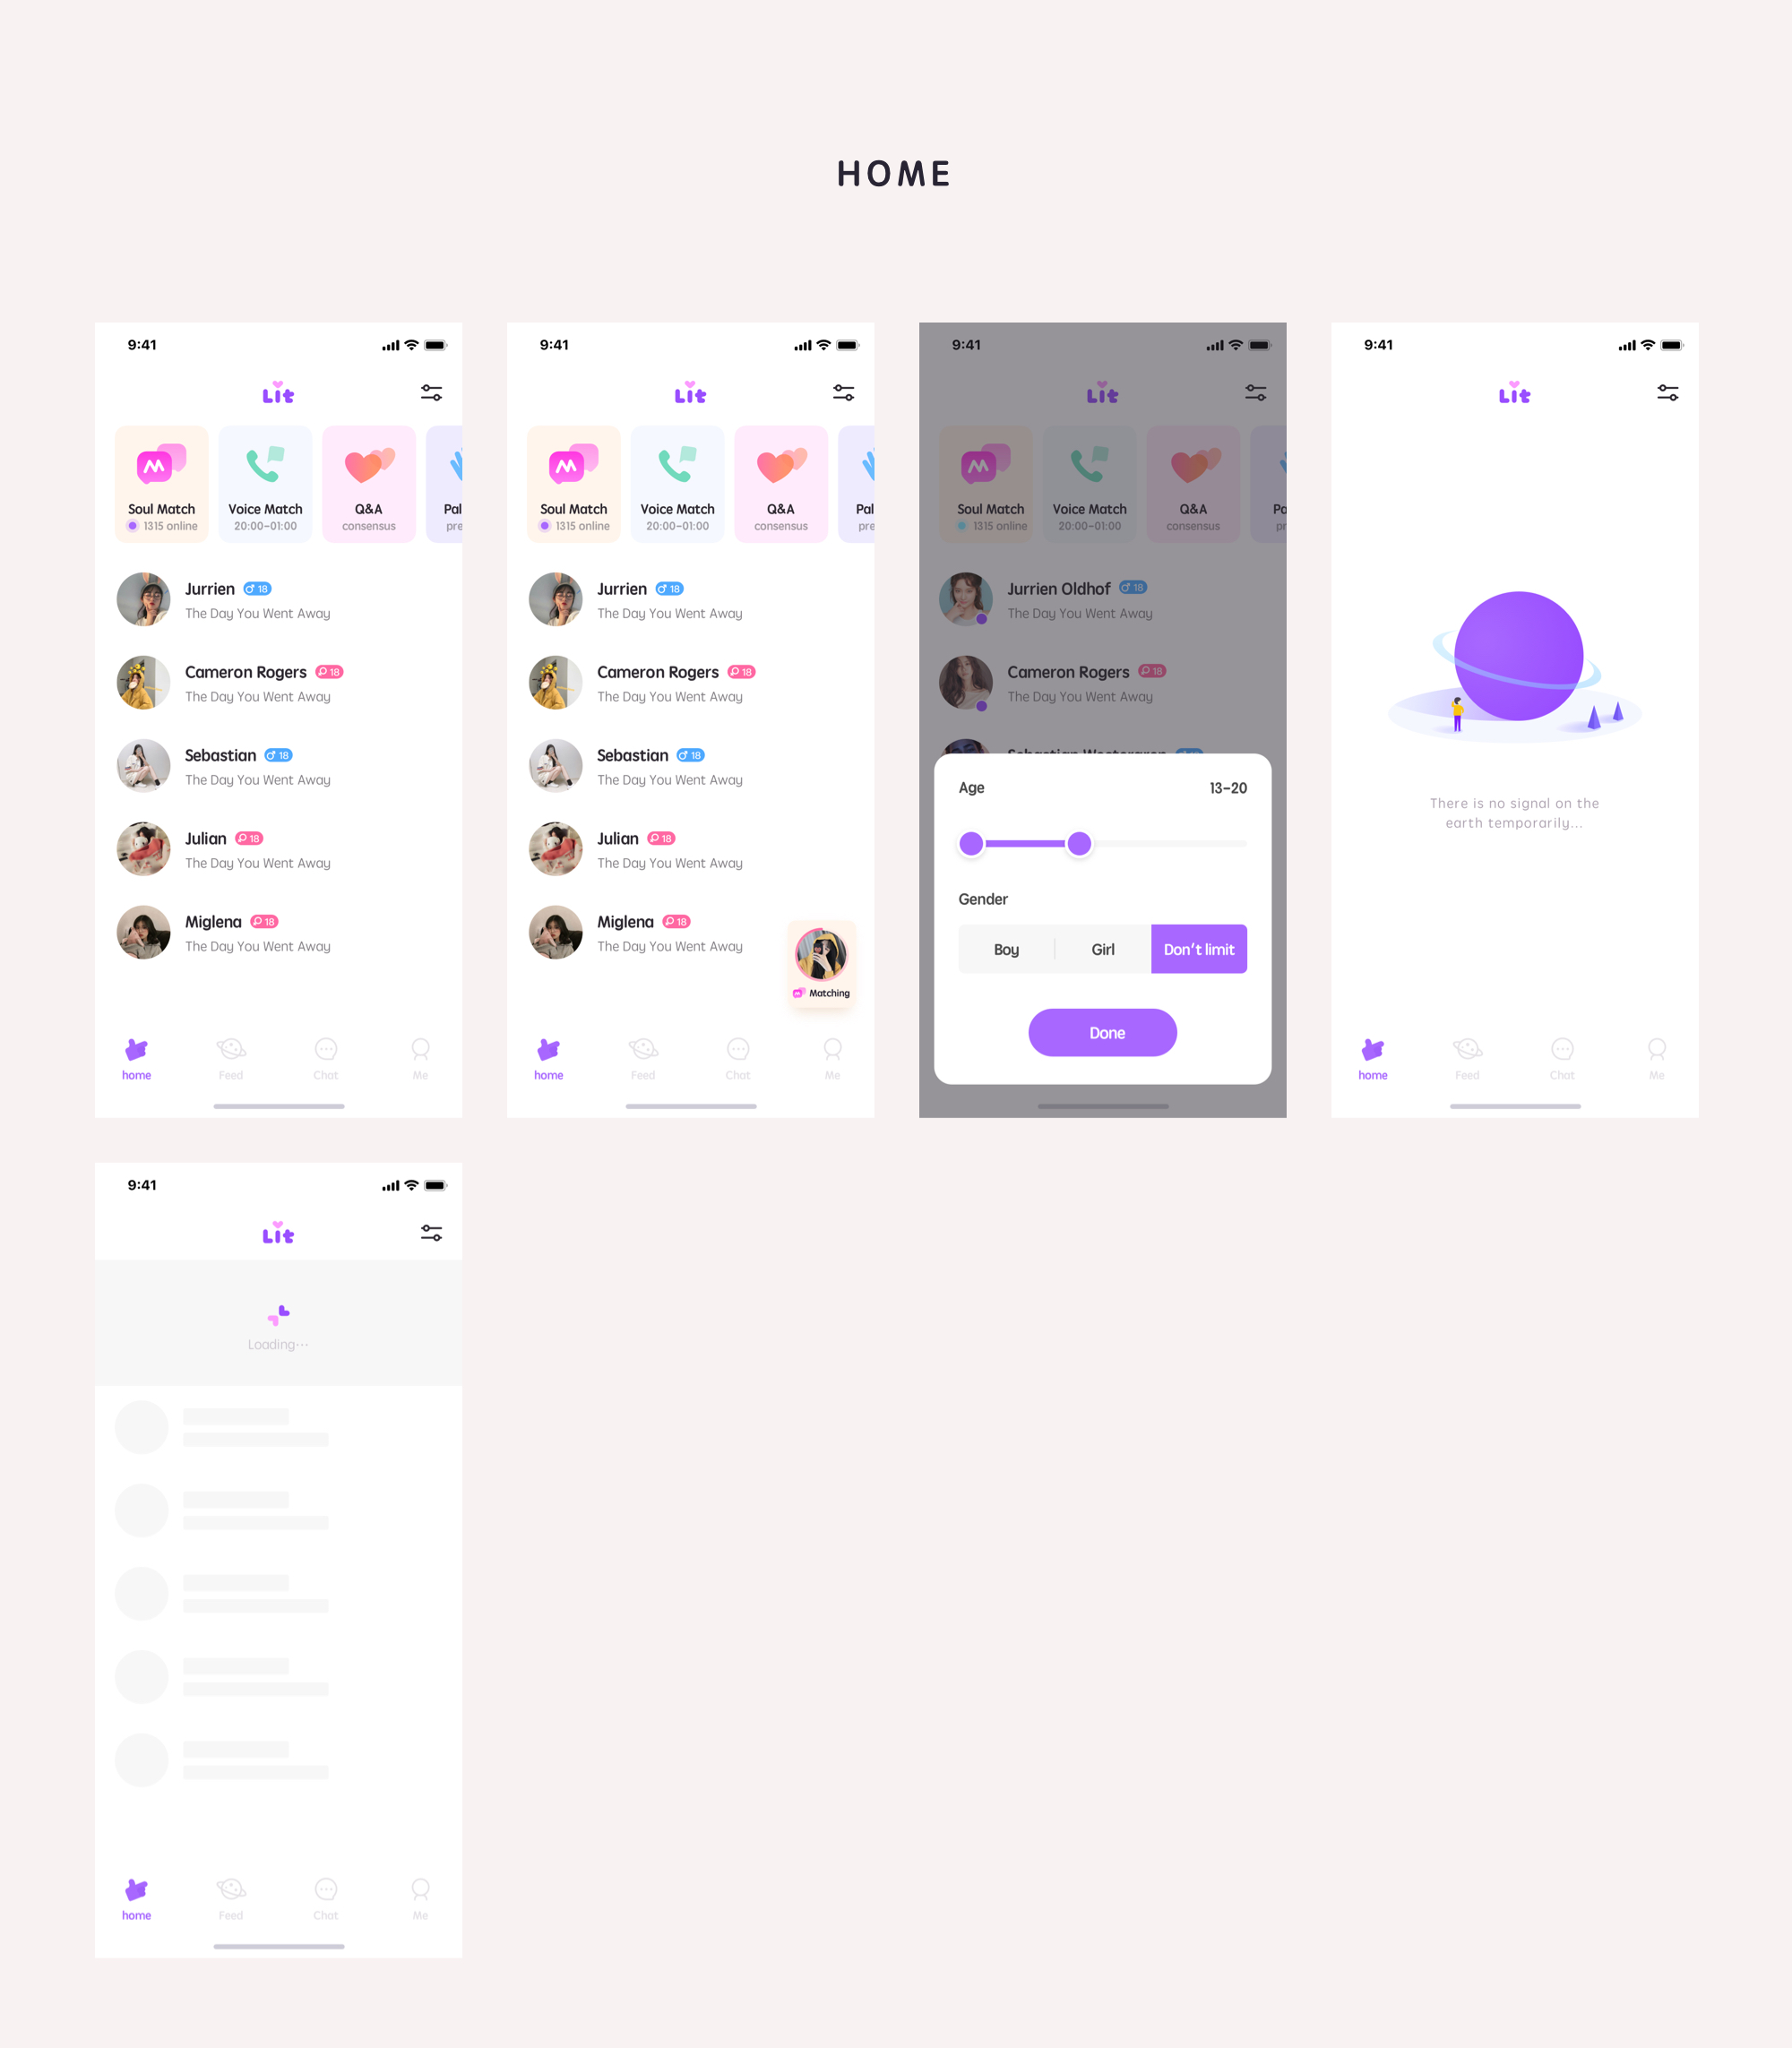 HOME
9:41
Lit
Soul Match
1315 online
Voice Match
20:00-01:00
Q&A
consensus
Pal
pre
Jurrien 18
The Day You Went Away
Cameron Rogers 18
The Day You Went Away
Sebastian 18
The Day You Went Away
Julian 18
The Day You Went Away
Miglena 18
The Day You Went Away
home
Feed
Chat
Me
9:41
Lit
Soul Match
1315 online
Voice Match
20:00-01:00
Q&A
consensus
Pal
pre
Jurrien 18
The Day You Went Away
Cameron Rogers 18
The Day You Went Away
Sebastian 18
The Day You Went Away
Julian 18
The Day You Went Away
Miglena 18
The Day You Went Away
Matching
home
Feed
Chat
Me
9:41
Lit
Soul Match
1315 online
Voice Match
20:00-01:00
Q&A
consensus
Pa
pr
Jurrien Oldhof 18
The Day You Went Away
Cameron Rogers 18
The Day You Went Away
Age 13-20
Gender
Boy
Girl
Don't limit
Done
9:41
Lit
There is no signal on the
earth temporarily...
home
Feed
Chat
Me
9:41
Lit
Loading···
home
Feed
Chat
Me